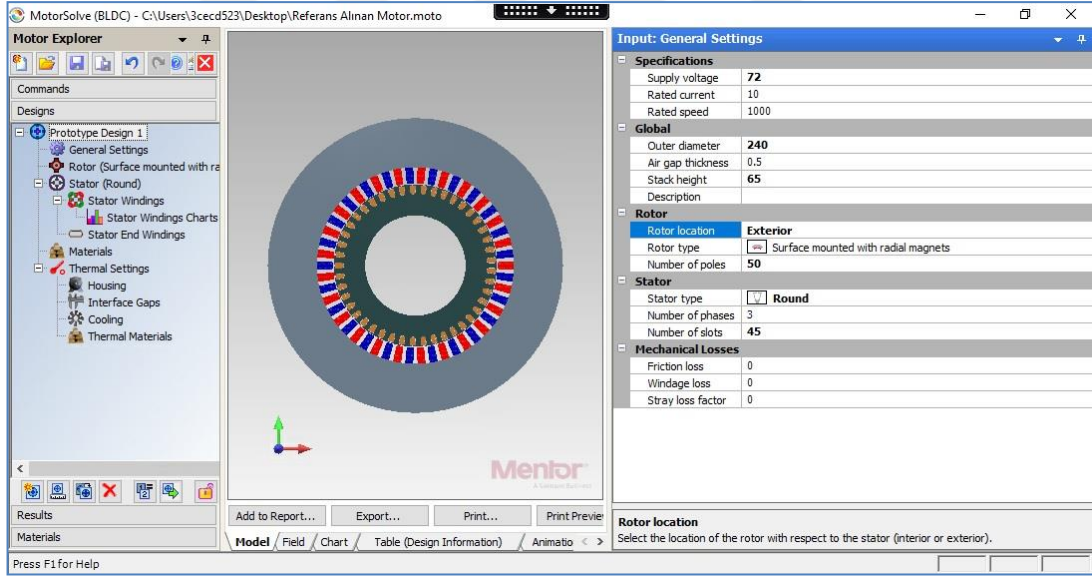 MotorSolve (BLDC) - C:\Users\3cecd523\Desktop\Referans Alınan Motor.moto
Motor Explorer
Commands
Designs
Prototype Design 1
General Settings
Rotor (Surface mounted with ra
Stator (Round)
Stator Windings
Stator Windings Charts
Stator End Windings
Materials
Thermal Settings
Housing
Interface Gaps
Cooling
Thermal Materials
Results
Materials
Mentor
Add to Report... Export... Print... Print Previe
Model Field Chart Table (Design Information) Animatio
Input: General Settings
Specifications
Supply voltage 72
Rated current 10
Rated speed 1000
Global
Outer diameter 240
Air gap thickness 0.5
Stack height 65
Description
Rotor
Rotor location Exterior
Rotor type Surface mounted with radial magnets
Number of poles 50
Stator
Stator type Round
Number of phases 3
Number of slots 45
Mechanical Losses
Friction loss 0
Windage loss 0
Stray loss factor 0
Rotor location
Select the location of the rotor with respect to the stator (interior or exterior).
Press F1 for Help